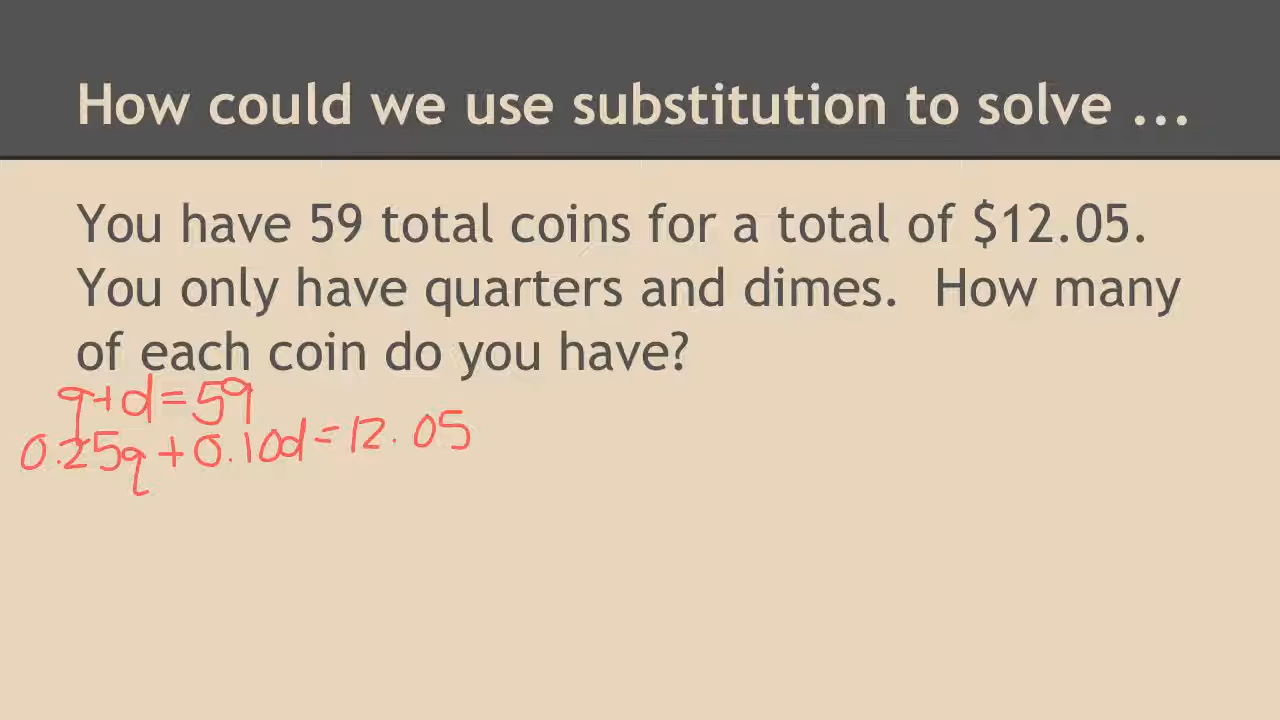 How could we use substitution to solve ...
You have 59 total coins for a total of $12.05.
You only have quarters and dimes. How many
of each coin do you have?
q+d=59
0.25q+0.10d=12.05